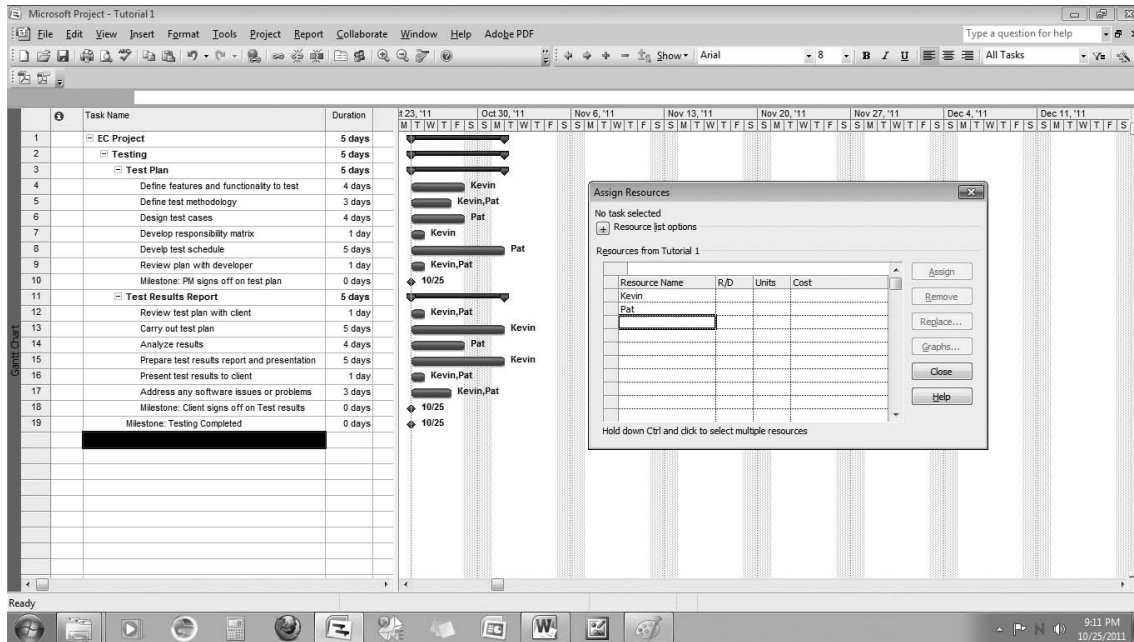 Microsoft Project - Tutorial 1
File Edit View Insert Format Tools Project Report Collaborate Window Help Adobe PDF
Type a question for help
Show Arial 8 B I U All Tasks
Task Name Duration
t 23, '11 Oct 30, '11 Nov 6, '11 Nov 13, '11 Nov 20, '11 Nov 27, '11 Dec 4, '11 Dec 11, '11
M T W T F S S M T W T F S S M T W T F S S M T W T F S S M T W T F S S M T W T F S S M T W T F S S M T W T F S
1 EC Project 5 days
2 Testing 5 days
3 Test Plan 5 days
4 Define features and functionality to test 4 days Kevin
5 Define test methodology 3 days Kevin,Pat
6 Design test cases 4 days Pat
7 Develop responsibility matrix 1 day Kevin
8 Develp test schedule 5 days Pat
9 Review plan with developer 1 day Kevin,Pat
10 Milestone: PM signs off on test plan 0 days 10/25
11 Test Results Report 5 days
12 Review test plan with client 1 day Kevin,Pat
13 Carry out test plan 5 days Kevin
14 Analyze results 4 days Pat
15 Prepare test results report and presentation 5 days Kevin
16 Present test results to client 1 day Kevin,Pat
17 Address any software issues or problems 3 days Kevin,Pat
18 Milestone: Client signs off on Test results 0 days 10/25
19 Milestone: Testing Completed 0 days 10/25
Gantt Chart
Assign Resources
No task selected
+ Resource list options
Resources from Tutorial 1
Resource Name R/D Units Cost
Kevin
Pat
Assign
Remove
Replace...
Graphs...
Close
Help
Hold down Ctrl and click to select multiple resources
Ready
9:11 PM
10/25/2011